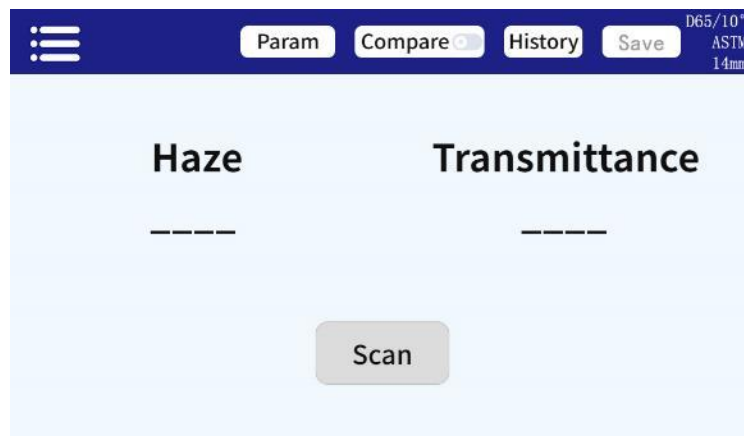 Param Compare History Save D65/10°
ASTM
14mm
Haze Transmittance
---- ----
Scan